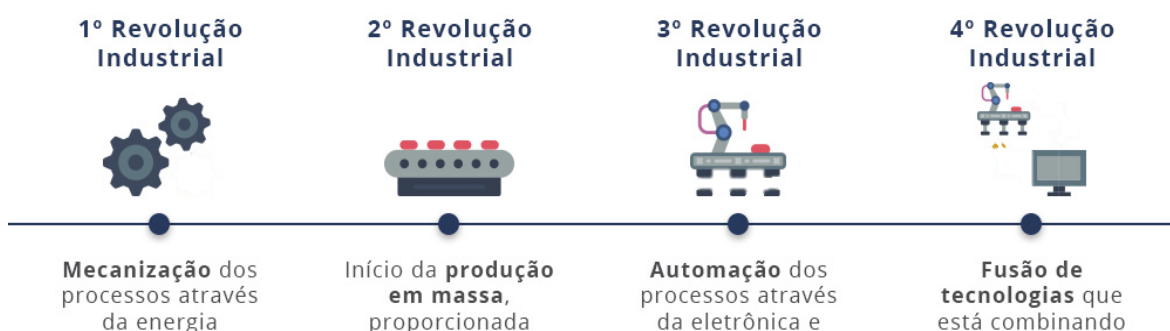 1º Revolução
Industrial
2º Revolução
Industrial
3º Revolução
Industrial
4º Revolução
Industrial
Mecanização dos
processos através
da energia
Início da produção
em massa,
proporcionada
Automação dos
processos através
da eletrônica e
Fusão de
tecnologias que
está combinando